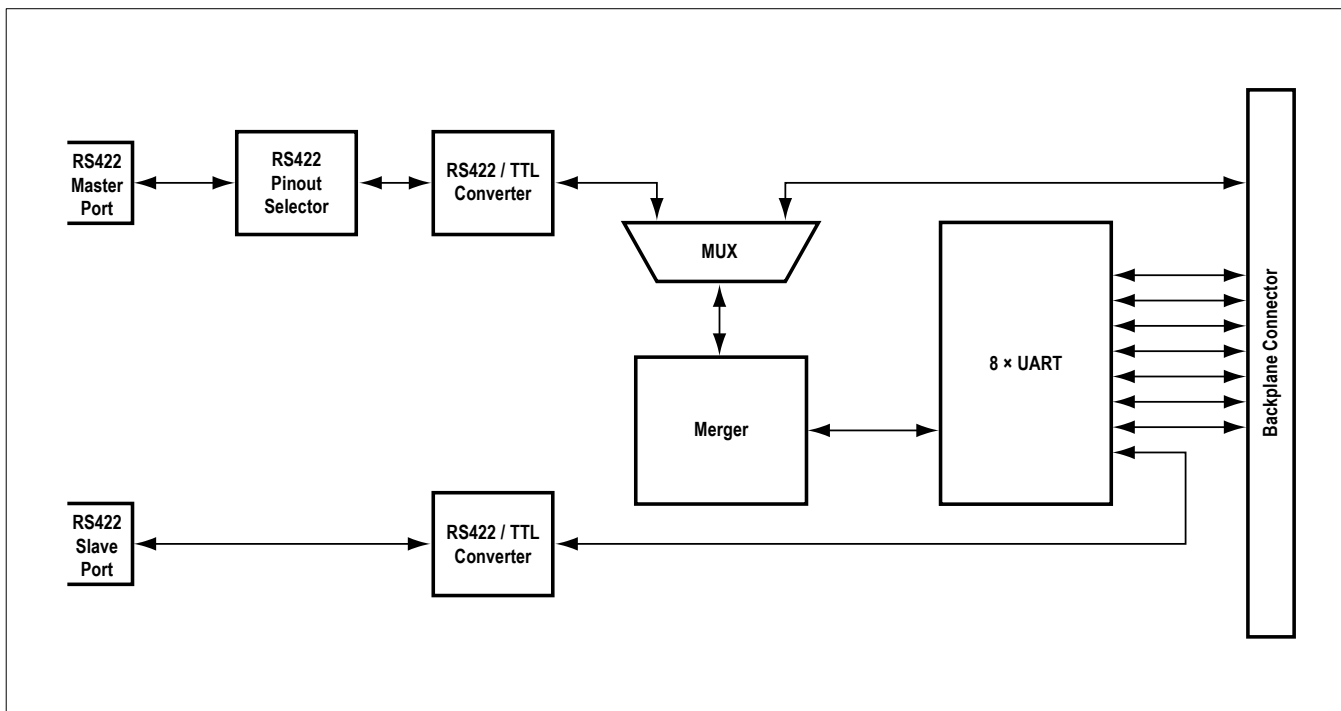 RS422
Master
Port
RS422
Pinout
Selector
RS422 / TTL
Converter
MUX
Merger
8 × UART
Backplane Connector
RS422
Slave
Port
RS422 / TTL
Converter